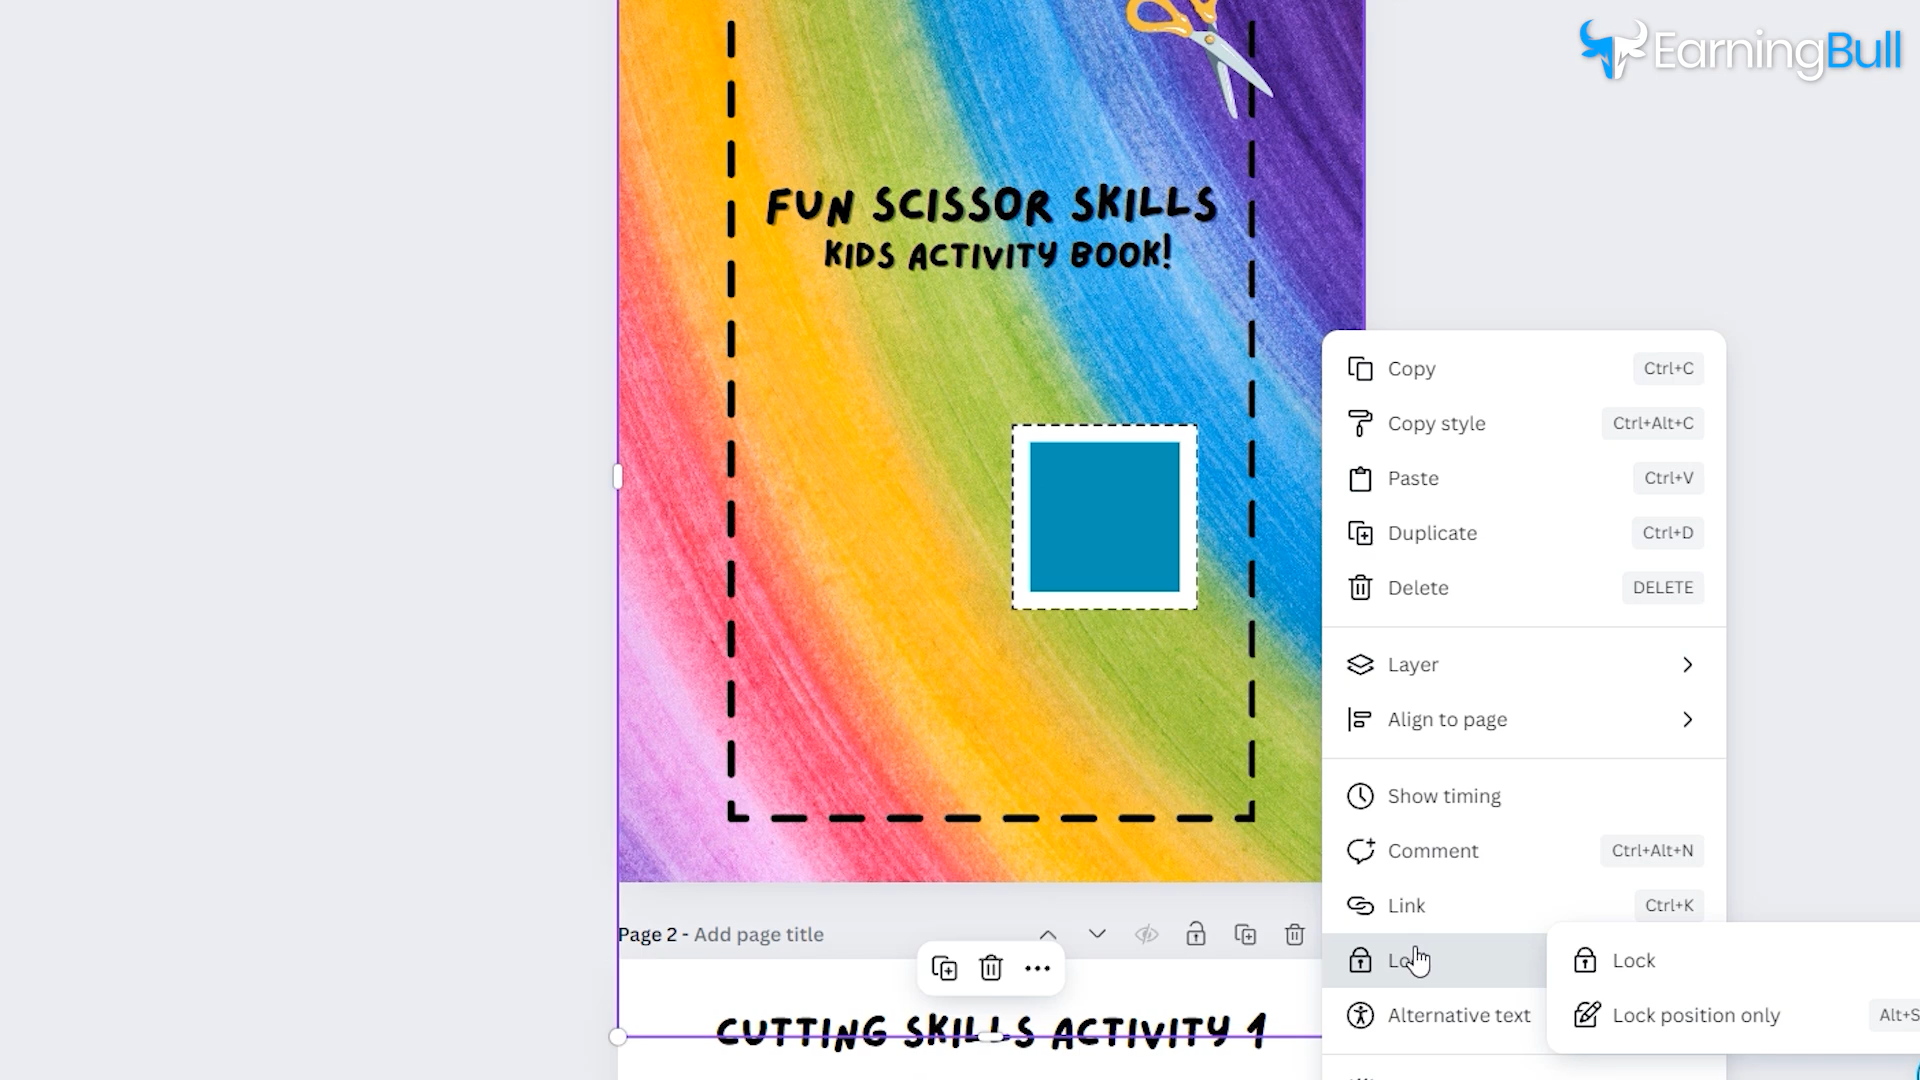 EarningBull
FUN SCISSOR SKILLS
KIDS ACTIVITY BOOK!
Copy Ctrl+C
Copy style Ctrl+Alt+C
Paste Ctrl+V
Duplicate Ctrl+D
Delete DELETE
Layer
Align to page
Show timing
Comment Ctrl+Alt+N
Link Ctrl+K
Page 2 - Add page title
Lock
Alternative text
Lock position only Alt+S
CUTTING SKILLS ACTIVITY 1